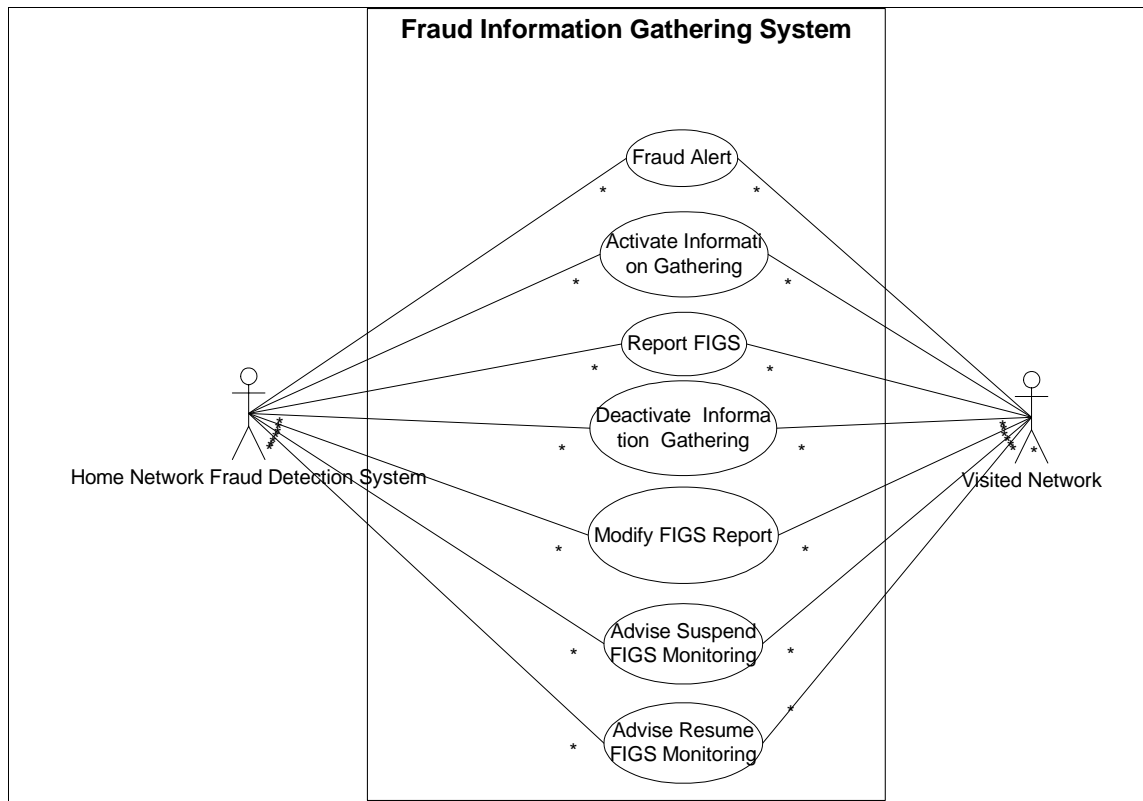 Fraud Information Gathering System
Fraud Alert
* *
Activate Informati
on Gathering
* *
Report FIGS
* *
Deactivate Informa
tion Gathering
* *
Home Network Fraud Detection System
Visited Network
*
Modify FIGS Report
* *
Advise Suspend
FIGS Monitoring
* *
Advise Resume
FIGS Monitoring
* *